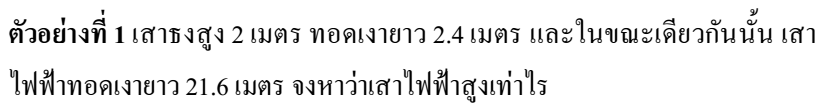 ตัวอย่างที่ 1 เสาธงสูง 2 เมตร ทอดเงายาว 2.4 เมตร และในขณะเดียวกันนั้น เสา
ไฟฟ้าทอดเงายาว 21.6 เมตร จงหาว่าเสาไฟฟ้าสูงเท่าไร